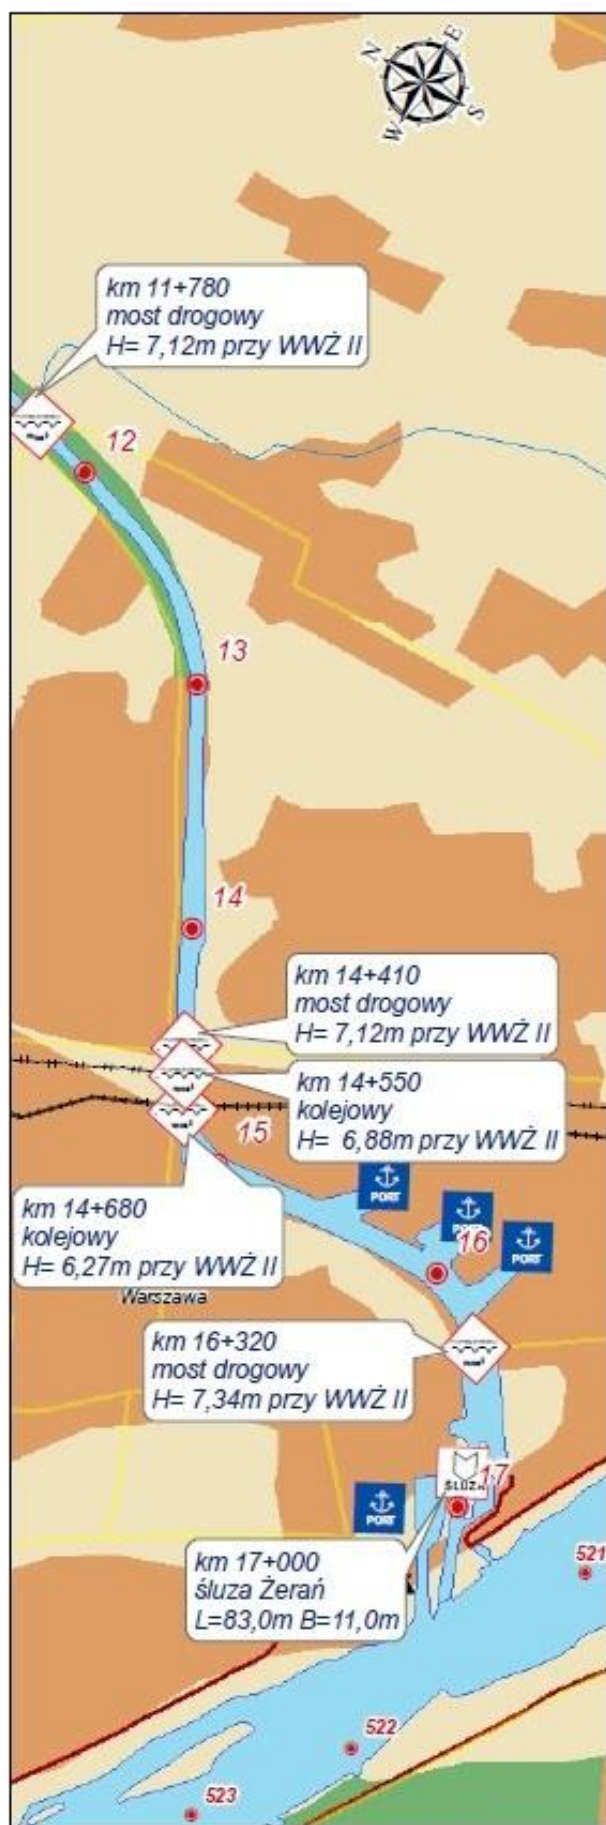 N
E
W
S
km 11+780
most drogowy
H= 7,12m przy WWŻ II
12
13
14
km 14+410
most drogowy
H= 7,12m przy WWŻ II
km 14+550
kolejowy
H= 6,88m przy WWŻ II
15
PORT
km 14+680
kolejowy
H= 6,27m przy WWŻ II
PORT
PORT
16
Warszawa
km 16+320
most drogowy
H= 7,34m przy WWŻ II
17
ŚLUZA
PORT
km 17+000
śluza Żerań
L=83,0m B=11,0m
521
522
523